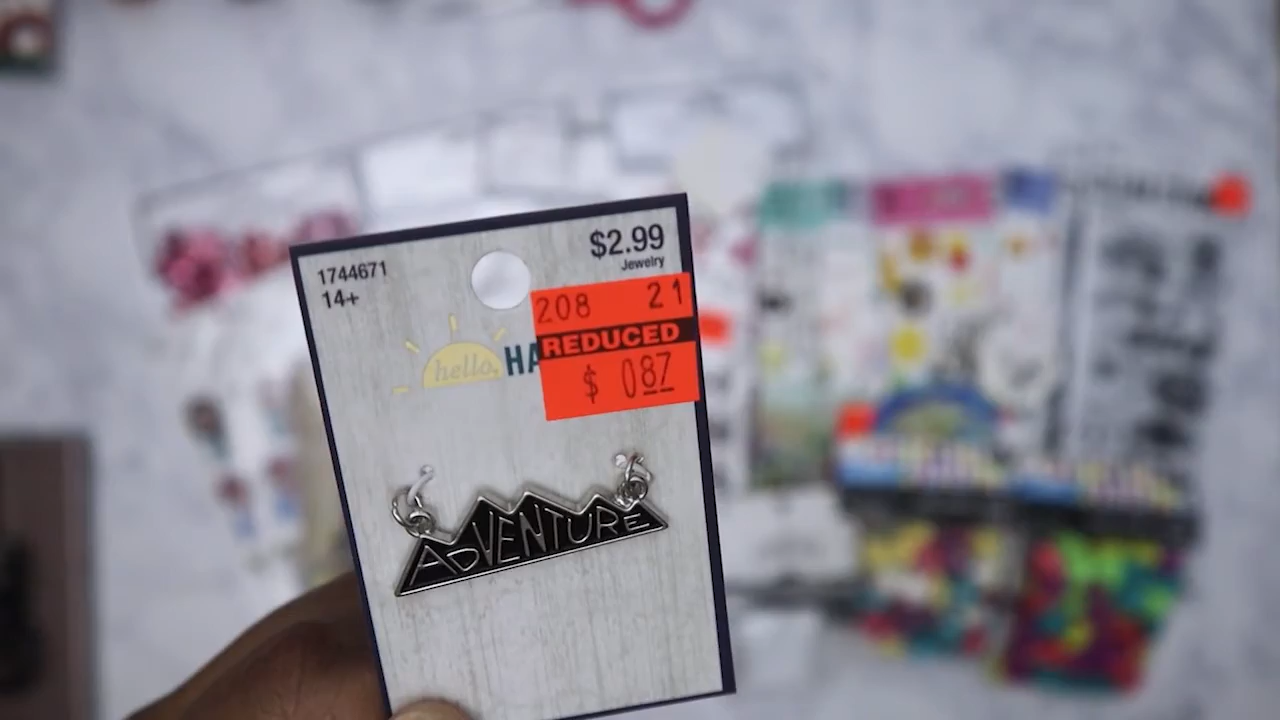 $2.99
Jewelry
1744671
14+
208 21
REDUCED
$ 087
hello,
ADVENTURE